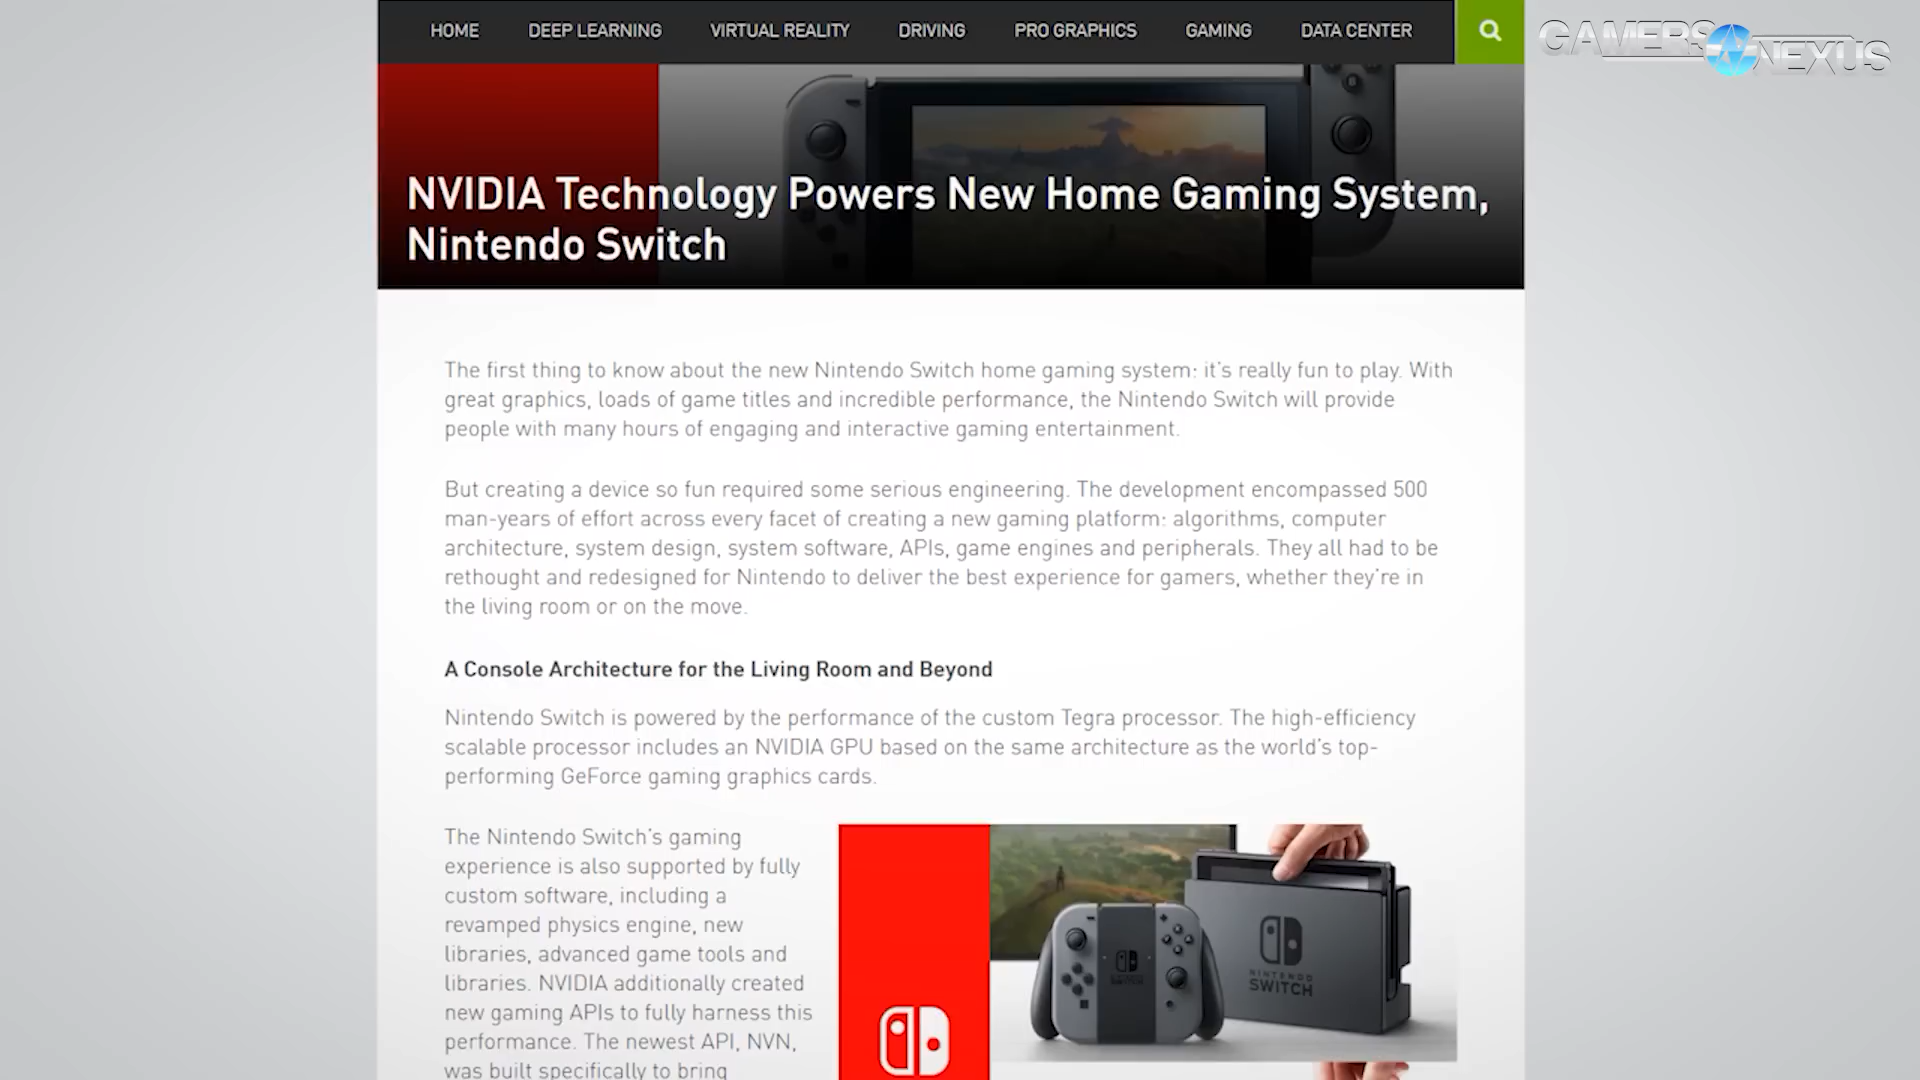 HOME DEEP LEARNING VIRTUAL REALITY DRIVING PRO GRAPHICS GAMING DATA CENTER
GAMERS NEXUS
NVIDIA Technology Powers New Home Gaming System,
Nintendo Switch
The first thing to know about the new Nintendo Switch home gaming system: it's really fun to play. With
great graphics, loads of game titles and incredible performance, the Nintendo Switch will provide
people with many hours of engaging and interactive gaming entertainment.
But creating a device so fun required some serious engineering. The development encompassed 500
man-years of effort across every facet of creating a new gaming platform: algorithms, computer
architecture, system design, system software, APIs, game engines and peripherals. They all had to be
rethought and redesigned for Nintendo to deliver the best experience for gamers, whether they're in
the living room or on the move.
A Console Architecture for the Living Room and Beyond
Nintendo Switch is powered by the performance of the custom Tegra processor. The high-efficiency
scalable processor includes an NVIDIA GPU based on the same architecture as the world's top-
performing GeForce gaming graphics cards.
The Nintendo Switch's gaming
experience is also supported by fully
custom software, including a
revamped physics engine, new
libraries, advanced game tools and
libraries. NVIDIA additionally created
new gaming APIs to fully harness this
performance. The newest API, NVN,
was built specifically to bring
NINTENDO
SWITCH